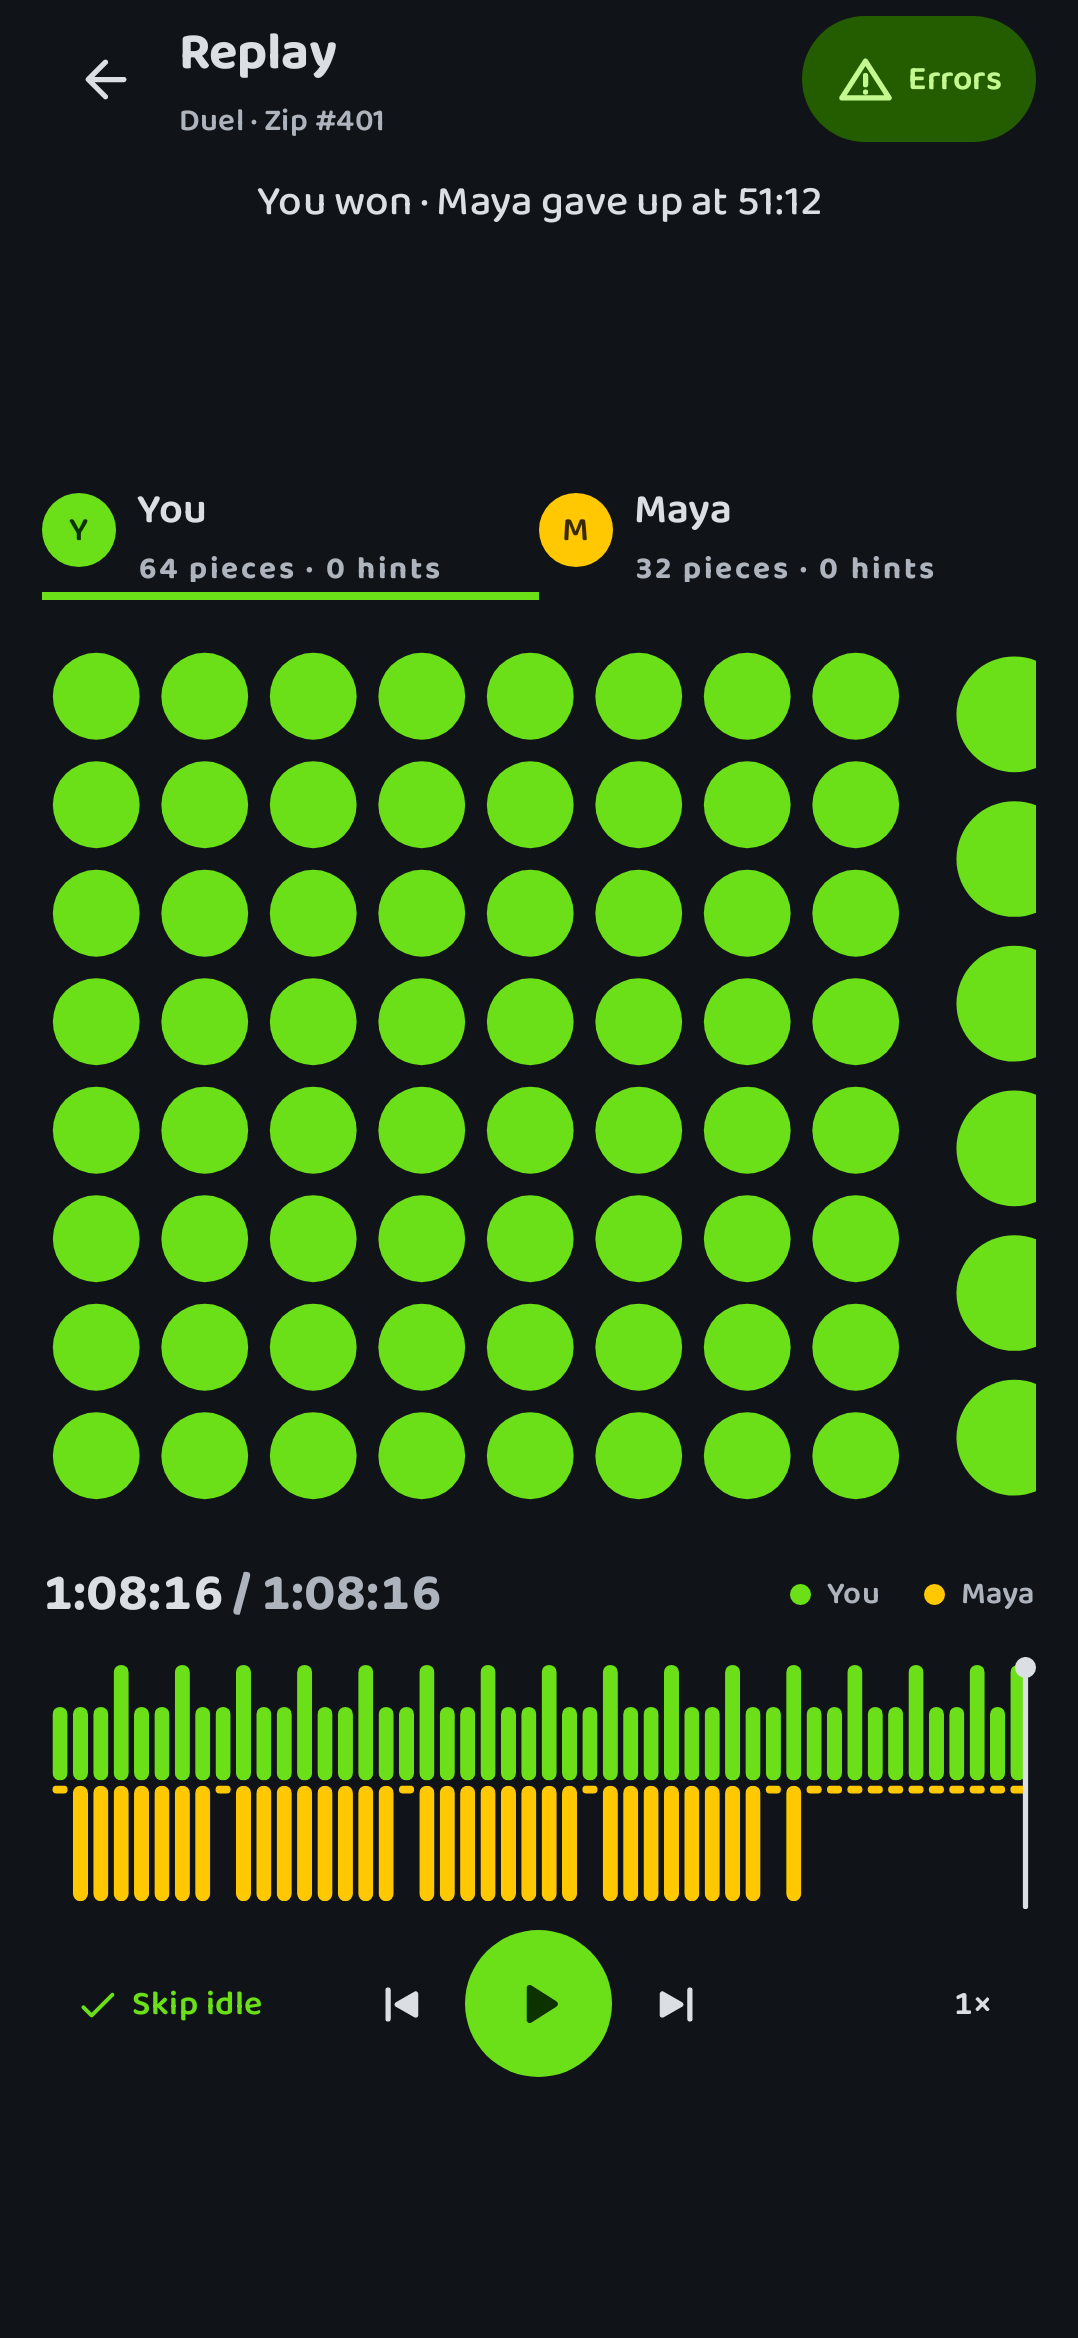 Replay
Duel · Zip #401
Errors
You won · Maya gave up at 51:12
Y
You
64 pieces · 0 hints
M
Maya
32 pieces · 0 hints
1:08:16 / 1:08:16
You
Maya
Skip idle
1×